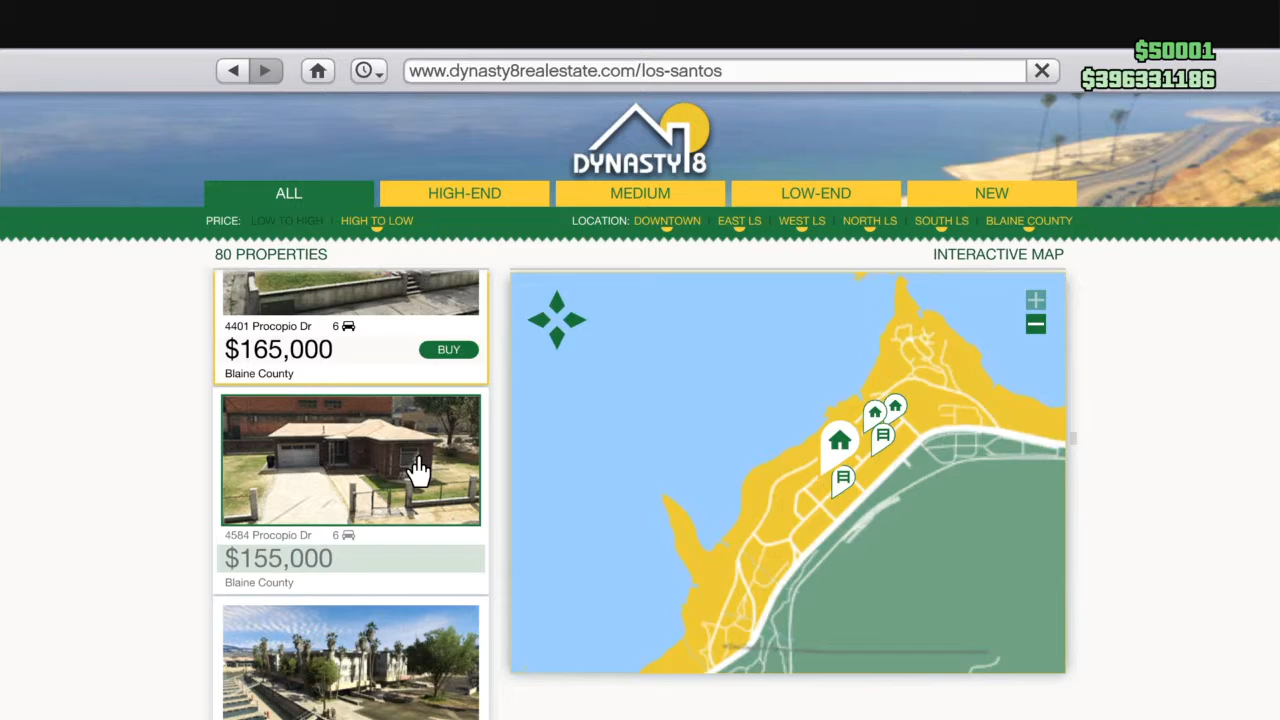 $50001
www.dynasty8realestate.com/los-santos
$396331186
DYNASTY 8
ALL HIGH-END MEDIUM LOW-END NEW
PRICE: LOW TO HIGH | HIGH TO LOW LOCATION: DOWNTOWN | EAST LS | WEST LS | NORTH LS | SOUTH LS | BLAINE COUNTY
80 PROPERTIES INTERACTIVE MAP
4401 Procopio Dr 6
$165,000 BUY
Blaine County
4584 Procopio Dr 6
$155,000
Blaine County